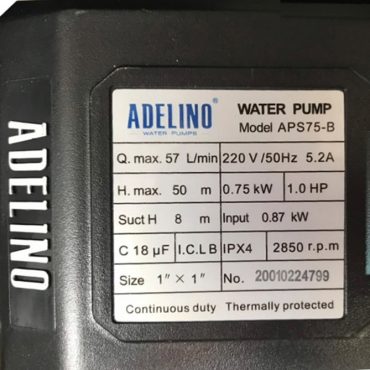 ADELINO
ADELINO
WATER PUMPS
WATER PUMP
Model APS75-B
Q. max. 57 L/min 220 V /50Hz 5.2A
H. max. 50 m 0.75 kW 1.0 HP
Suct H 8 m Input 0.87 kW
C 18 µF I.C.L B IPX4 2850 r.p.m
Size 1" × 1" No. 20010224799
Continuous duty Thermally protected